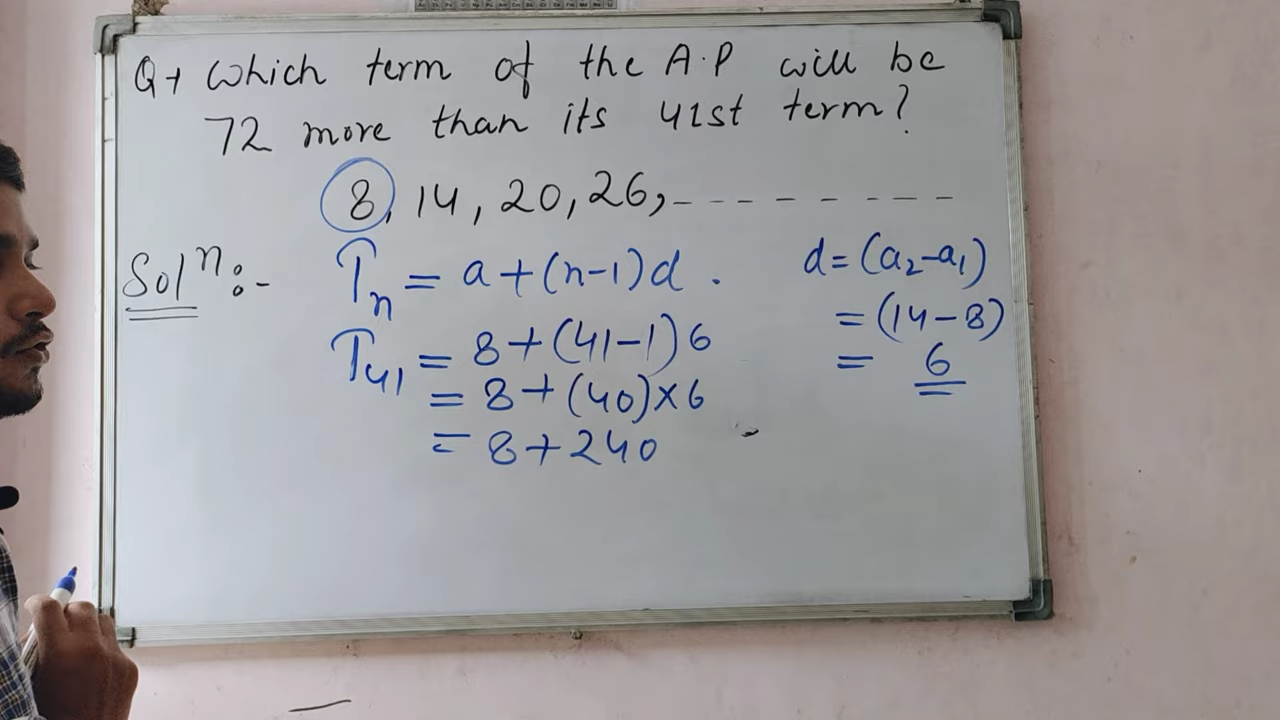 Q→ Which term of the A.P will be
72 more than its 41st term?
8, 14, 20, 26, - - - - - - - -
Solⁿ:-
Tₙ = a + (n-1)d .
T₄₁ = 8 + (41-1) 6
= 8 + (40) × 6
= 8 + 240
d = (a₂ - a₁)
= (14 - 8)
= 6